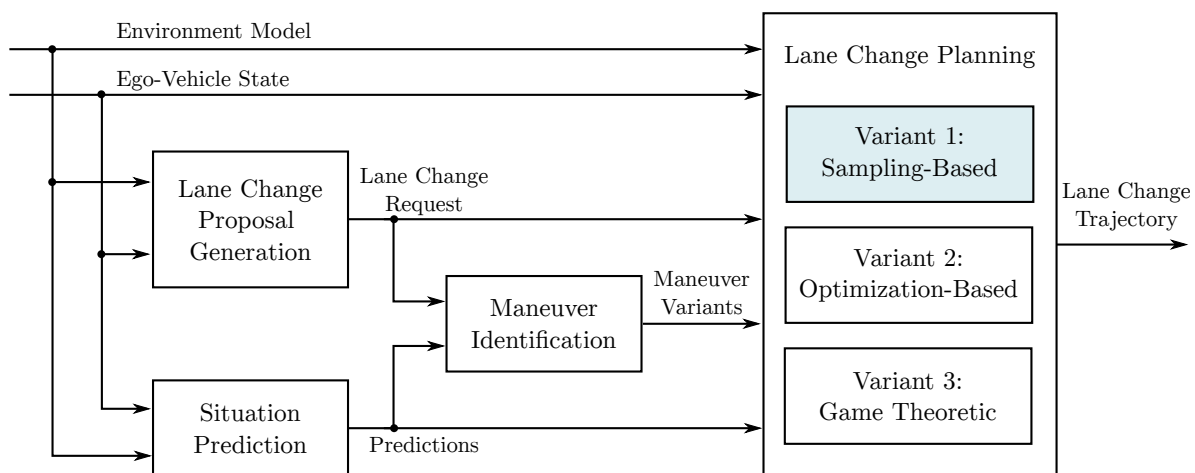 Environment Model
Ego-Vehicle State
Lane Change
Proposal
Generation
Lane Change
Request
Situation
Prediction
Predictions
Maneuver
Identification
Maneuver
Variants
Lane Change Planning
Variant 1:
Sampling-Based
Variant 2:
Optimization-Based
Variant 3:
Game Theoretic
Lane Change
Trajectory